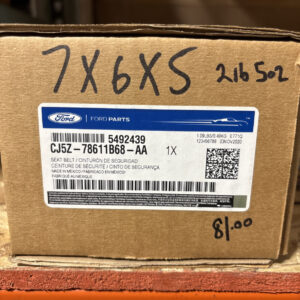 7X6X5
216502
Ford
FORD PARTS
5492439
CJ5Z-78611B68-AA
1X
SEAT BELT / CINTURÓN DE SEGURIDAD
CEINTURE DE SÉCURITÉ / CINTO DE SEGURANÇA
MADE IN MEXICO / FABRICADO EN MÉXICO /
FABRIQUÉ AU MEXIQUE
81.00